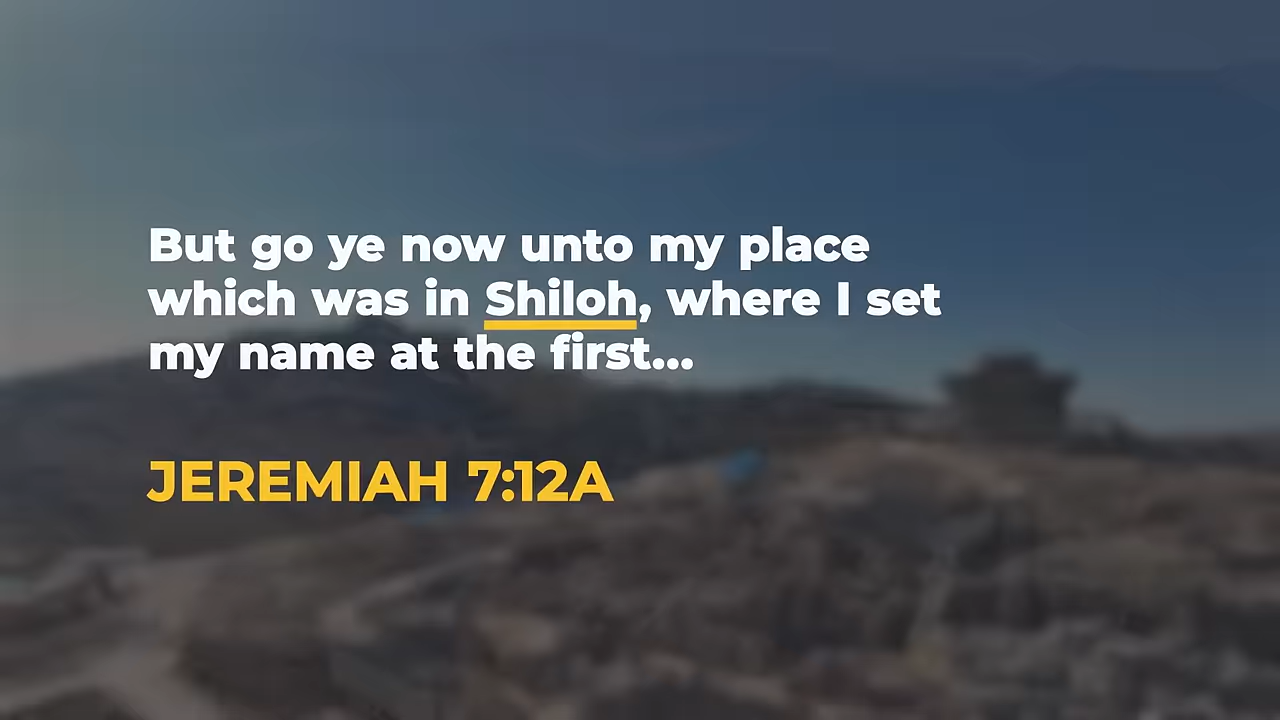 But go ye now unto my place
which was in Shiloh, where I set
my name at the first...
JEREMIAH 7:12A